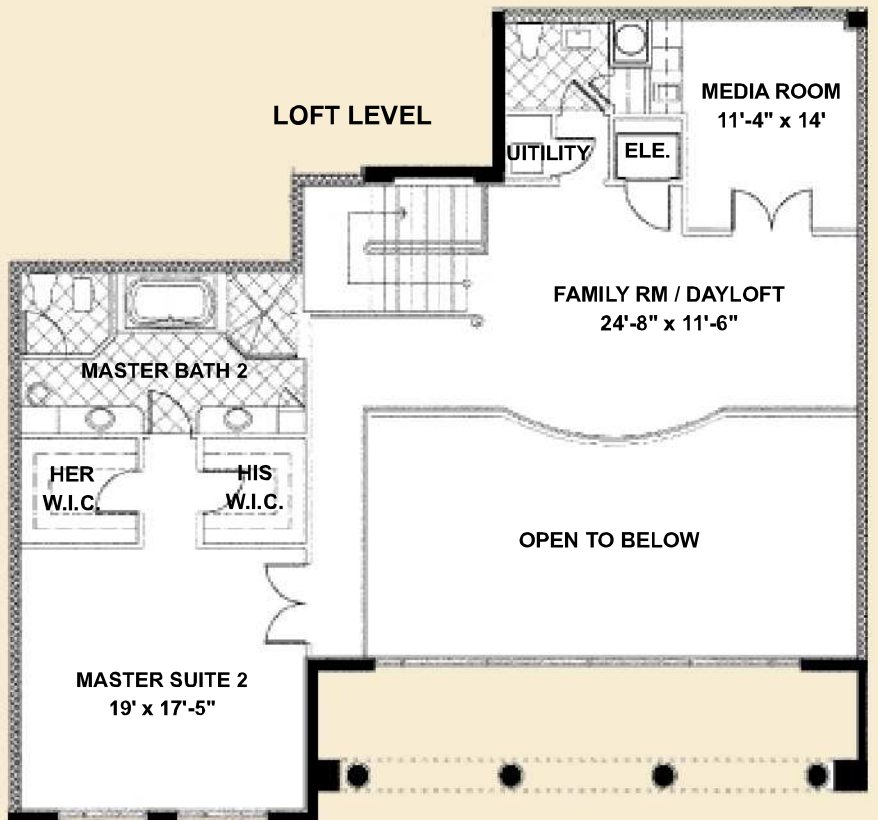 LOFT LEVEL
MEDIA ROOM
11'-4" x 14'
UITILITY
ELE.
FAMILY RM / DAYLOFT
24'-8" x 11'-6"
MASTER BATH 2
HER
W.I.C.
HIS
W.I.C.
OPEN TO BELOW
MASTER SUITE 2
19' x 17'-5"